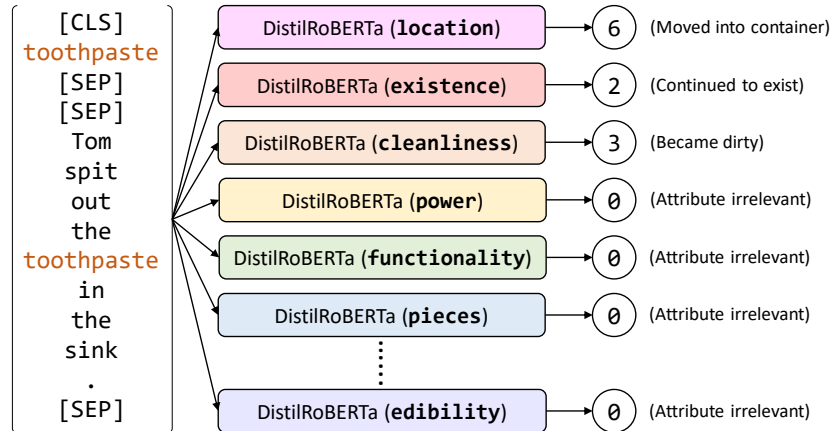 [CLS]
toothpaste
[SEP]
[SEP]
Tom
spit
out
the
toothpaste
in
the
sink
.
[SEP]
DistilRoBERTa (location) 6 (Moved into container)
DistilRoBERTa (existence) 2 (Continued to exist)
DistilRoBERTa (cleanliness) 3 (Became dirty)
DistilRoBERTa (power) 0 (Attribute irrelevant)
DistilRoBERTa (functionality) 0 (Attribute irrelevant)
DistilRoBERTa (pieces) 0 (Attribute irrelevant)
DistilRoBERTa (edibility) 0 (Attribute irrelevant)